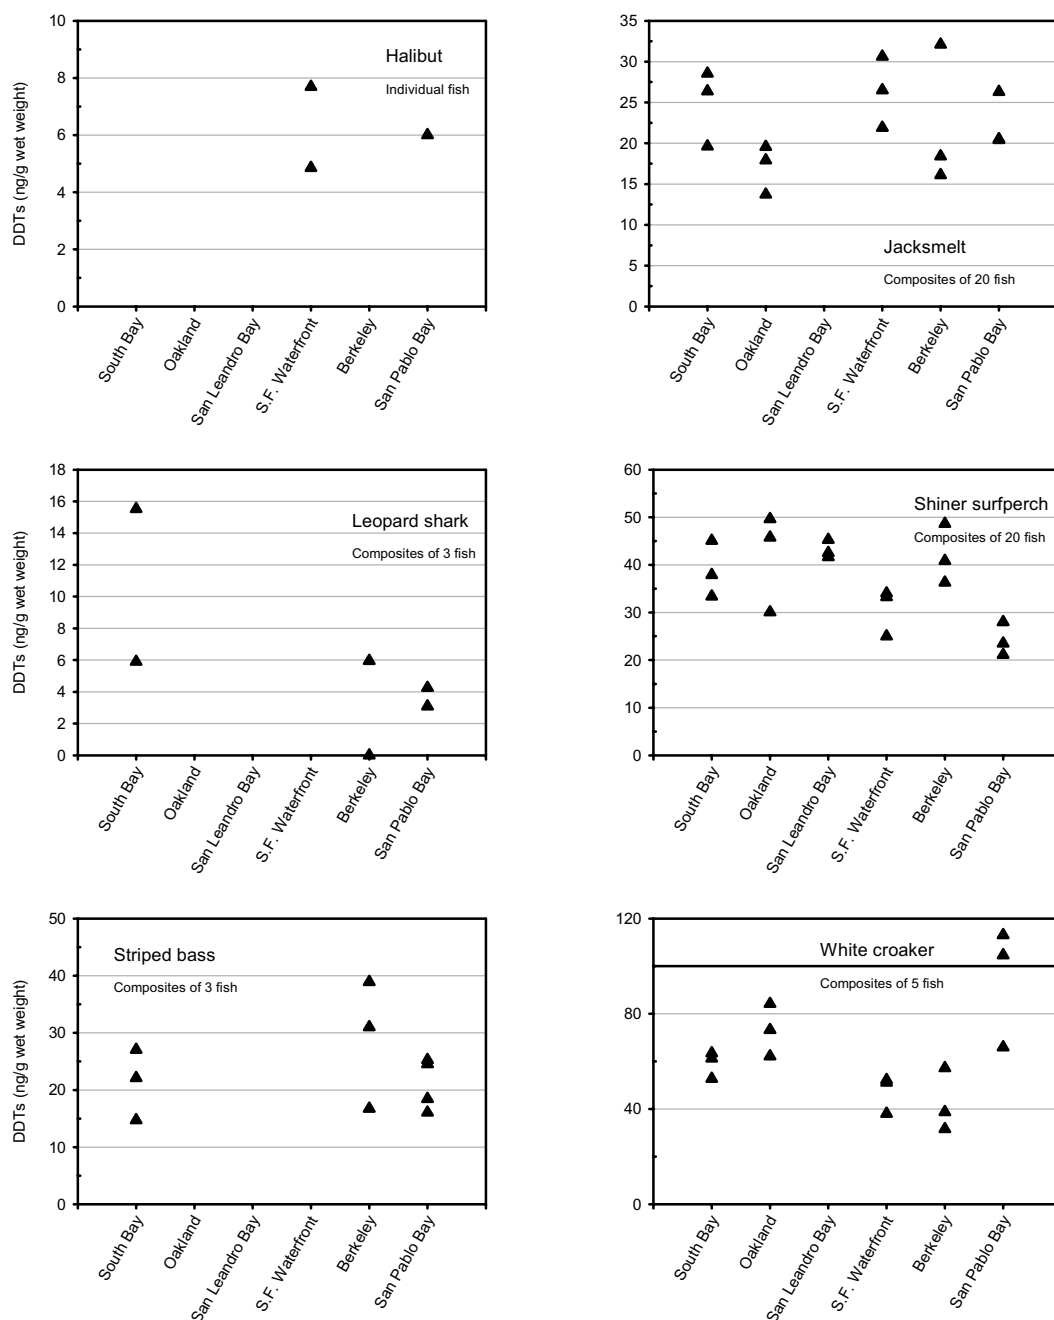 10
8
6
4
2
0
DDTs (ng/g wet weight)
Halibut
Individual fish
South Bay
Oakland
San Leandro Bay
S.F. Waterfront
Berkeley
San Pablo Bay
35
30
25
20
15
10
5
0
Jacksmelt
Composites of 20 fish
South Bay
Oakland
San Leandro Bay
S.F. Waterfront
Berkeley
San Pablo Bay
18
16
14
12
10
8
6
4
2
0
DDTs (ng/g wet weight)
Leopard shark
Composites of 3 fish
South Bay
Oakland
San Leandro Bay
S.F. Waterfront
Berkeley
San Pablo Bay
60
50
40
30
20
10
0
Shiner surfperch
Composites of 20 fish
South Bay
Oakland
San Leandro Bay
S.F. Waterfront
Berkeley
San Pablo Bay
50
40
30
20
10
0
DDTs (ng/g wet weight)
Striped bass
Composites of 3 fish
South Bay
Oakland
San Leandro Bay
S.F. Waterfront
Berkeley
San Pablo Bay
120
80
40
0
White croaker
Composites of 5 fish
South Bay
Oakland
San Leandro Bay
S.F. Waterfront
Berkeley
San Pablo Bay